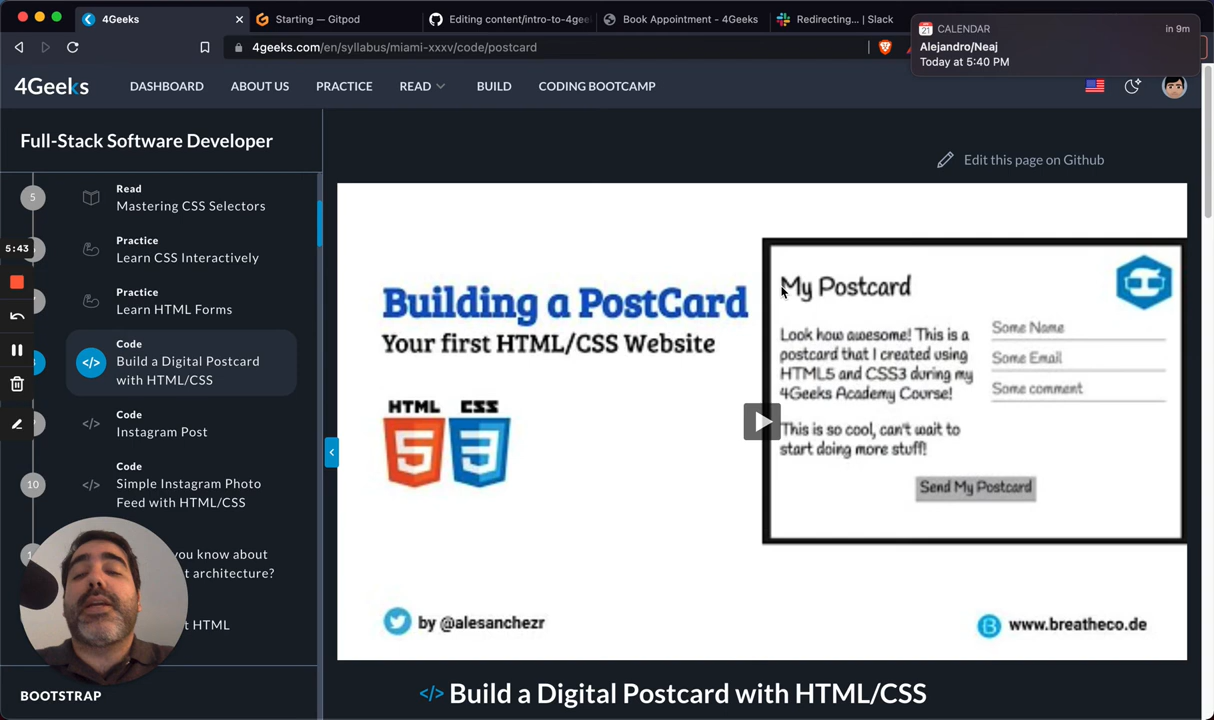 4Geeks
Starting — Gitpod
Editing content/intro-to-4gee
Book Appointment - 4Geeks
Redirecting... | Slack
4geeks.com/en/syllabus/miami-xxxv/code/postcard
CALENDAR
in 9m
Alejandro/Neaj
Today at 5:40 PM
4Geeks
DASHBOARD
ABOUT US
PRACTICE
READ
BUILD
CODING BOOTCAMP
Full-Stack Software Developer
5
Read
Mastering CSS Selectors
Practice
Learn CSS Interactively
5:43
Practice
Learn HTML Forms
Code
Build a Digital Postcard
with HTML/CSS
Code
Instagram Post
10
Code
Simple Instagram Photo
Feed with HTML/CSS
you know about
t architecture?
t HTML
BOOTSTRAP
Edit this page on Github
Building a PostCard
Your first HTML/CSS Website
HTML CSS
5 3
My Postcard
Look how awesome! This is a
postcard that I created using
HTML5 and CSS3 during my
4Geeks Academy Course!
This is so cool, can't wait to
start doing more stuff!
Some Name
Some Email
Some comment
Send My Postcard
by @alesanchezr
www.breatheco.de
</> Build a Digital Postcard with HTML/CSS